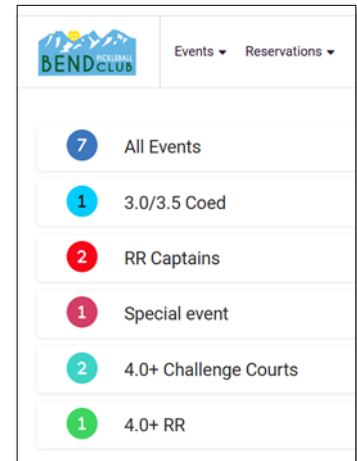 BEND PICKLEBALL CLUB
Events Reservations
7 All Events
1 3.0/3.5 Coed
2 RR Captains
1 Special event
2 4.0+ Challenge Courts
1 4.0+ RR